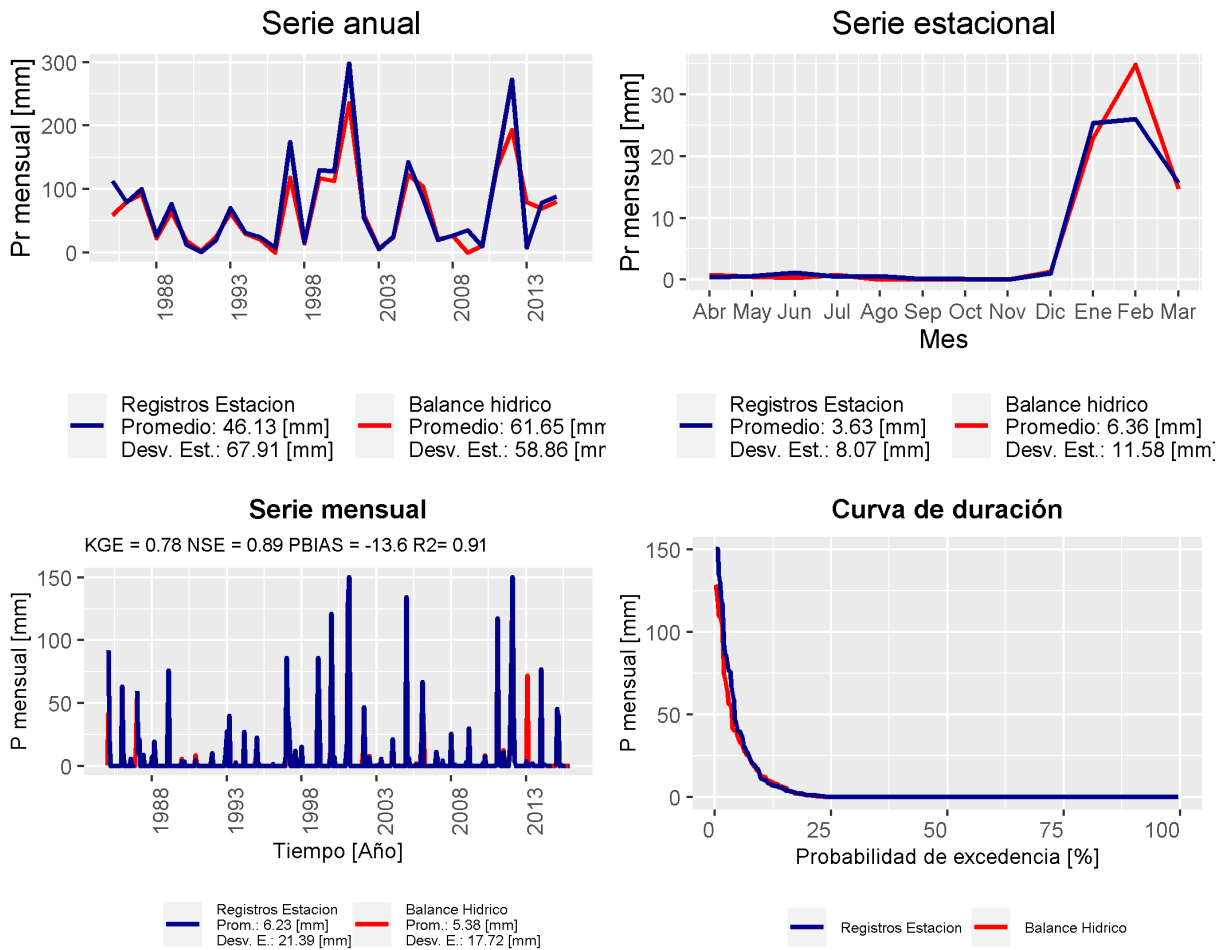 Serie anual
Pr mensual [mm]
300
200
100
0
1988
1993
1998
2003
2008
2013
Registros Estacion
Promedio: 46.13 [mm]
Desv. Est.: 67.91 [mm]
Balance hidrico
Promedio: 61.65 [mm
Desv. Est.: 58.86 [mm
Serie estacional
Pr mensual [mm]
30
20
10
0
Abr May Jun Jul Ago Sep Oct Nov Dic Ene Feb Mar
Mes
Registros Estacion
Promedio: 3.63 [mm]
Desv. Est.: 8.07 [mm]
Balance hidrico
Promedio: 6.36 [mm]
Desv. Est.: 11.58 [mm]
Serie mensual
KGE = 0.78 NSE = 0.89 PBIAS = -13.6 R2= 0.91
P mensual [mm]
150
100
50
0
1988
1993
1998
2003
2008
2013
Tiempo [Año]
Registros Estacion
Prom.: 6.23 [mm]
Desv. E.: 21.39 [mm]
Balance Hidrico
Prom.: 5.38 [mm]
Desv. E.: 17.72 [mm]
Curva de duración
P mensual [mm]
150
100
50
0
0 25 50 75 100
Probabilidad de excedencia [%]
Registros Estacion
Balance Hidrico